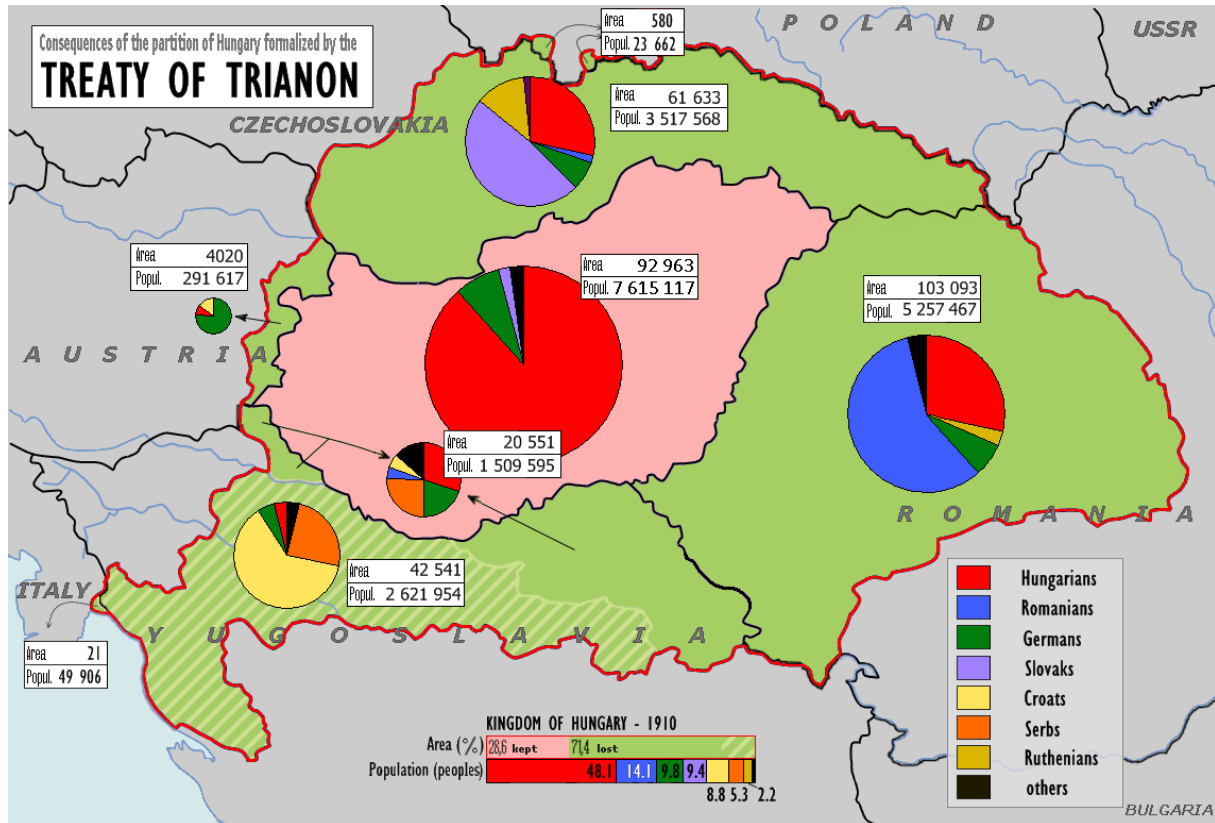 Consequences of the partition of Hungary formalized by the
TREATY OF TRIANON
Area 580
Popul. 23 662
POLAND
USSR
CZECHOSLOVAKIA
Area 61 633
Popul. 3 517 568
Area 4020
Popul. 291 617
Area 92 963
Popul. 7 615 117
Area 103 093
Popul. 5 257 467
AUSTRIA
Area 20 551
Popul. 1 509 595
ROMANIA
Area 42 541
Popul. 2 621 954
ITALY
YUGOSLAVIA
Area 21
Popul. 49 906
Hungarians
Romanians
Germans
Slovaks
Croats
Serbs
Ruthenians
others
KINGDOM OF HUNGARY - 1910
Area (%) 28,6 kept 71,4 lost
Population (peoples) 48.1 14.1 9.8 9.4
8.8 5.3 2.2
BULGARIA